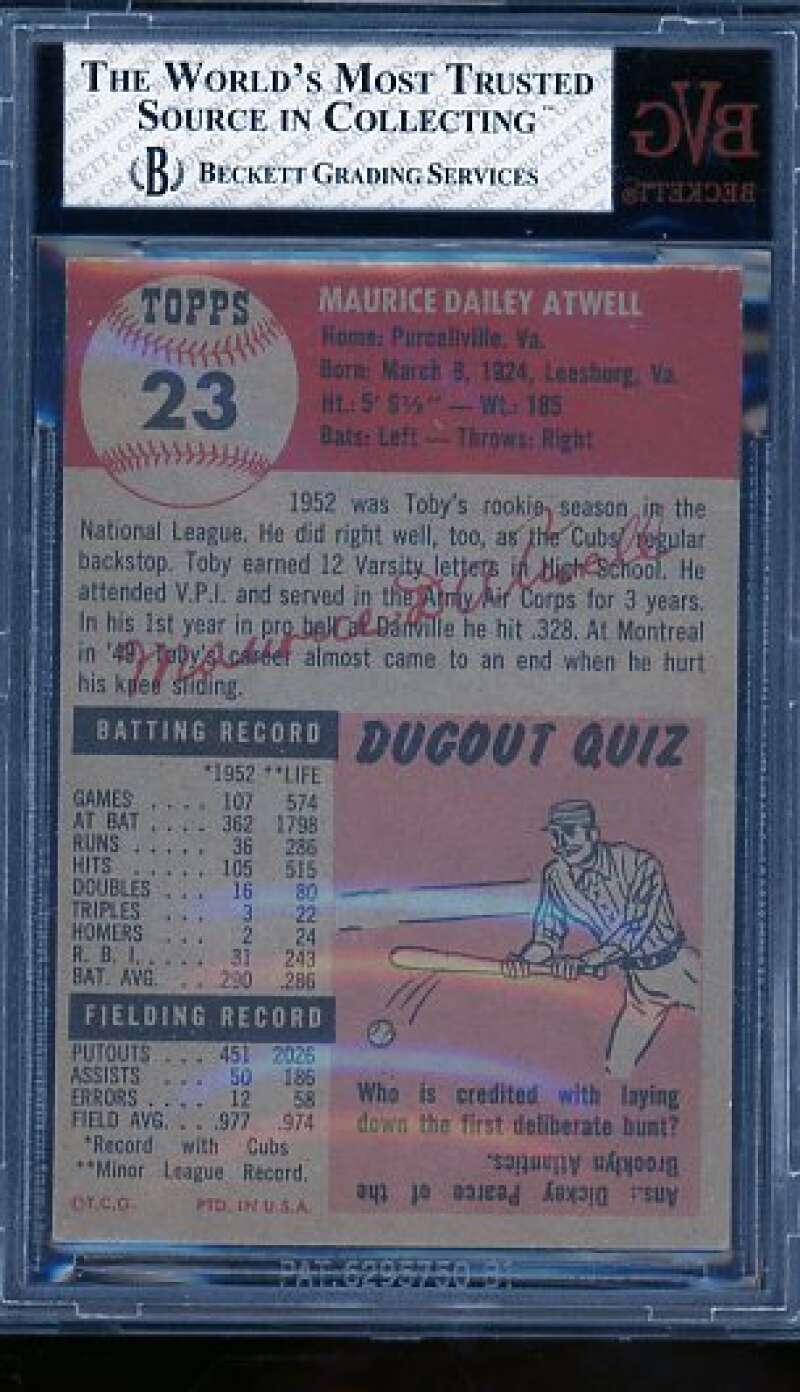 THE WORLD'S MOST TRUSTED
SOURCE IN COLLECTING™
B BECKETT GRADING SERVICES
BVG
BECKETT®
TOPPS
23
MAURICE DAILEY ATWELL
Home: Purcellville, Va.
Born: March 8, 1924, Leesburg, Va.
Ht.: 5' 9½" — Wt.: 185
Bats: Left — Throws: Right
1952 was Toby's rookie season in the
National League. He did right well, too, as the Cubs' regular
backstop. Toby earned 12 Varsity letters in High School. He
attended V.P.I. and served in the Army Air Corps for 3 years.
In his 1st year in pro ball at Danville he hit .328. At Montreal
in '49, Toby's career almost came to an end when he hurt
his knee sliding.
Maurice D. Atwell
BATTING RECORD
*1952 **LIFE
GAMES .... 107 574
AT BAT .... 362 1798
RUNS ..... 36 286
HITS ..... 105 515
DOUBLES ... 16 80
TRIPLES ... 3 22
HOMERS ... 2 24
R. B. I. .... 31 243
BAT. AVG. .. 290 .286
FIELDING RECORD
PUTOUTS ... 451 2026
ASSISTS ... 50 186
ERRORS .... 12 58
FIELD AVG. .. .977 .974
*Record with Cubs
**Minor League Record.
©T.C.G. PTD. IN U.S.A.
DUGOUT QUIZ
Who is credited with laying
down the first deliberate bunt?
Ans.: Dickey Pearce of the
Brooklyn Atlantics.